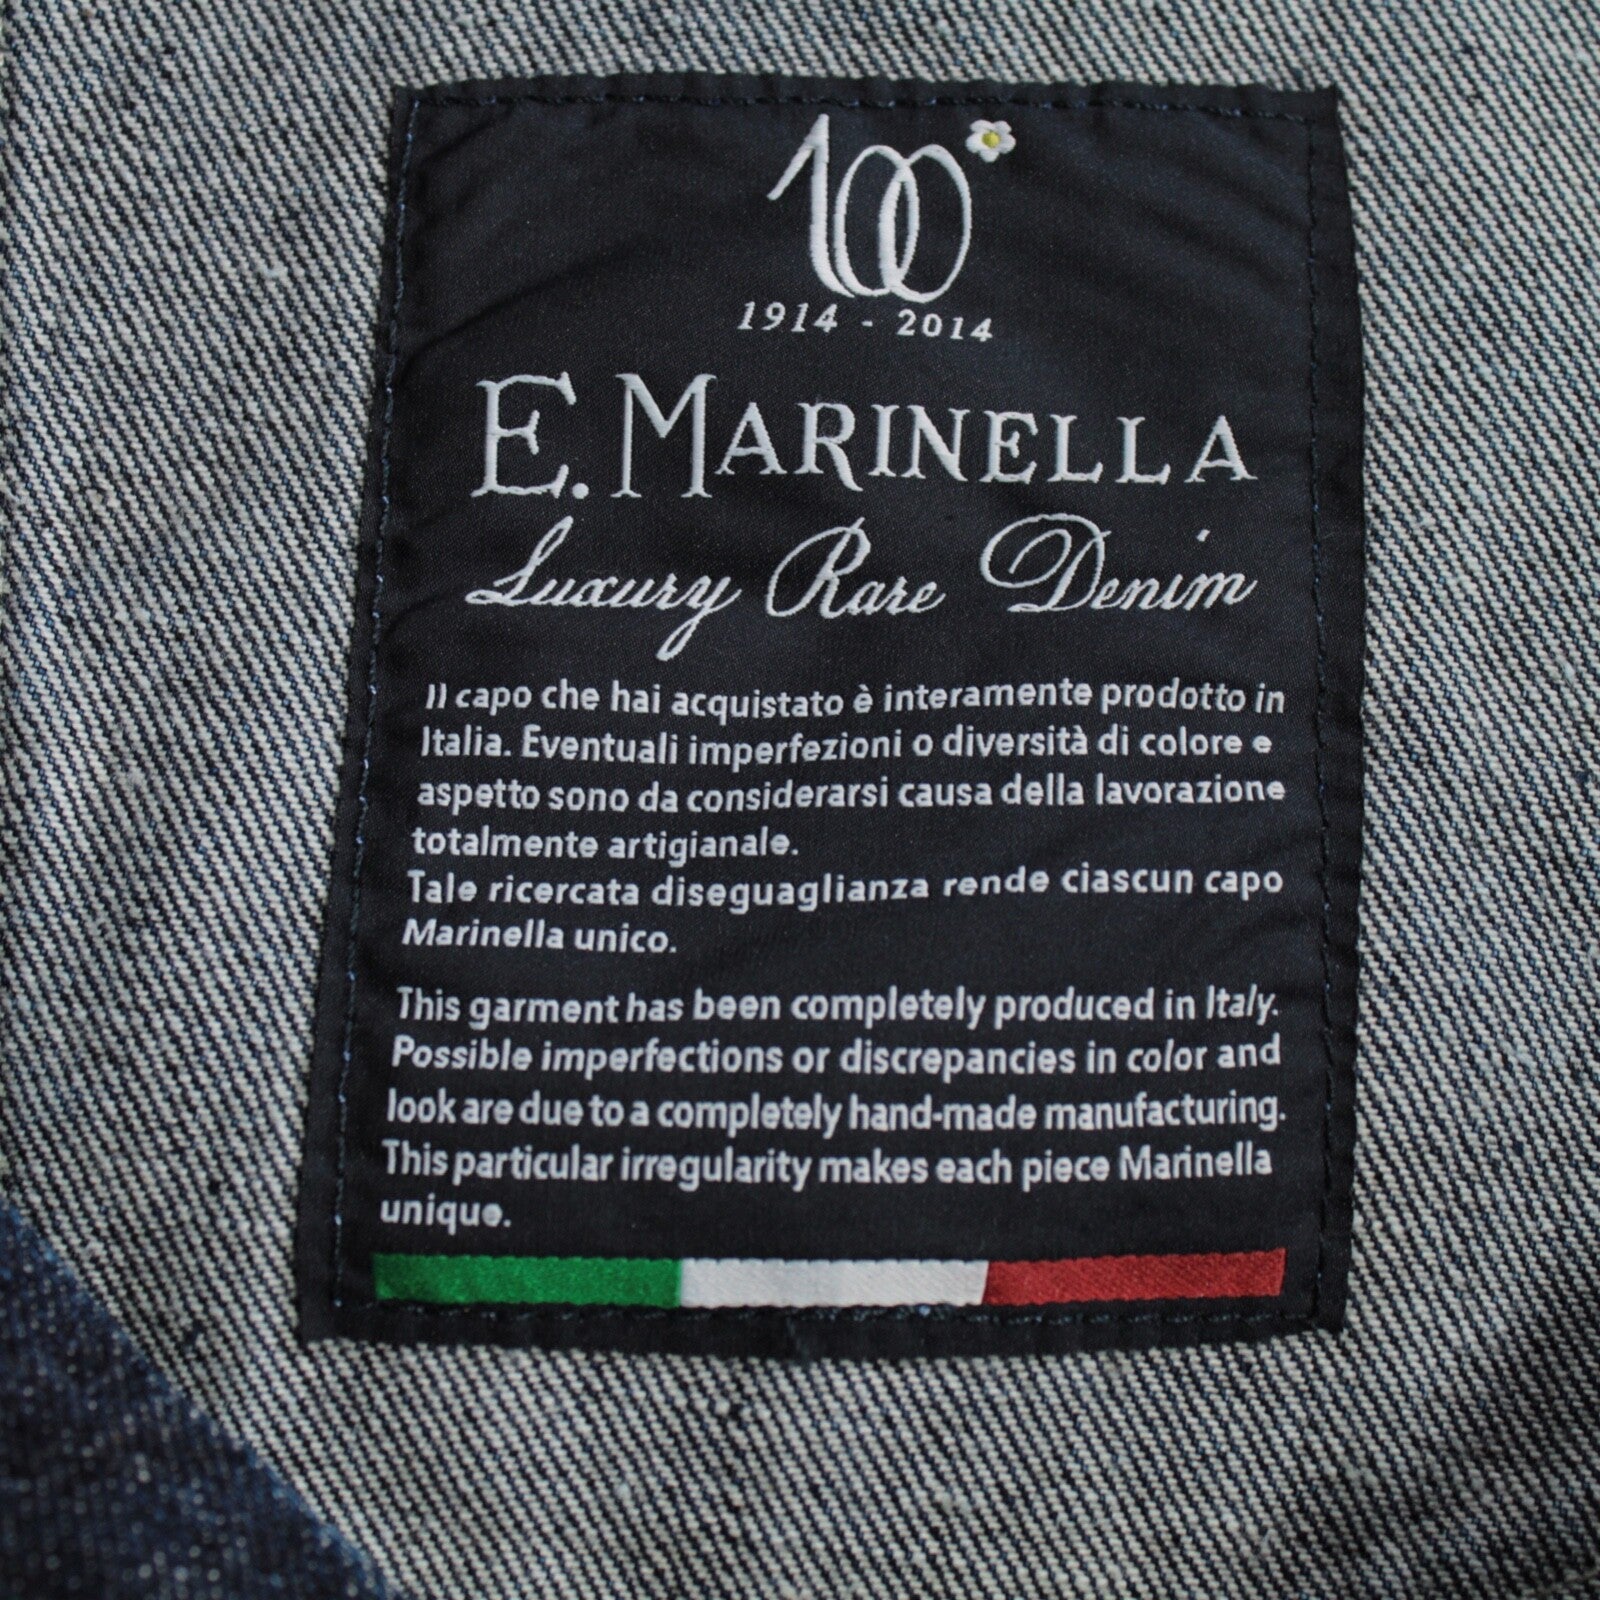 100
1914 - 2014
E. MARINELLA
Luxury Rare Denim
Il capo che hai acquistato è interamente prodotto in
Italia. Eventuali imperfezioni o diversità di colore e
aspetto sono da considerarsi causa della lavorazione
totalmente artigianale.
Tale ricercata diseguaglianza rende ciascun capo
Marinella unico.
This garment has been completely produced in Italy.
Possible imperfections or discrepancies in color and
look are due to a completely hand-made manufacturing.
This particular irregularity makes each piece Marinella
unique.